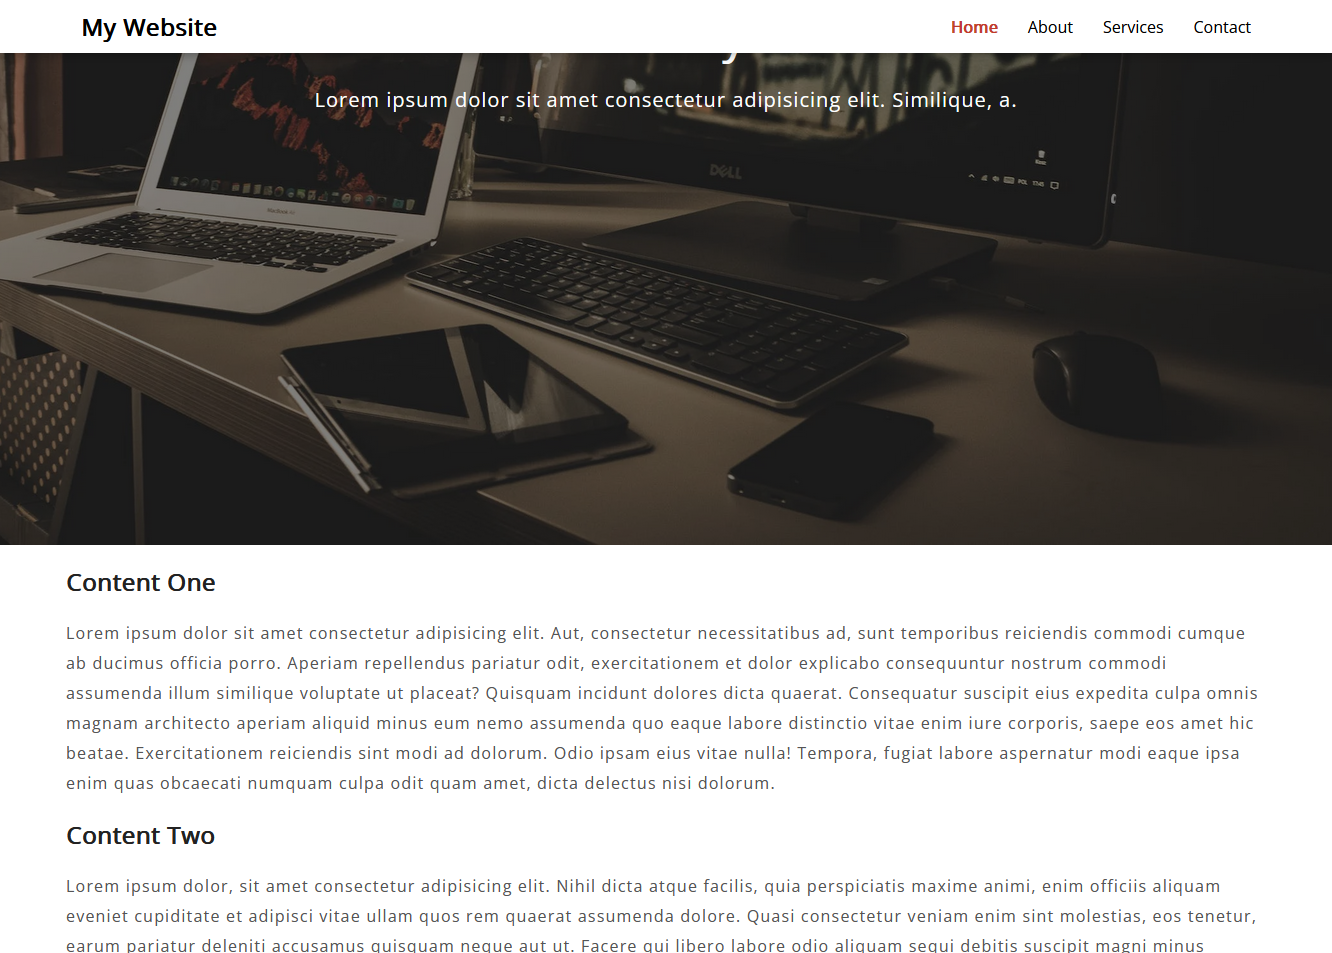 My Website
Home About Services Contact
Lorem ipsum dolor sit amet consectetur adipisicing elit. Similique, a.
DELL
MacBook Air
Content One
Lorem ipsum dolor sit amet consectetur adipisicing elit. Aut, consectetur necessitatibus ad, sunt temporibus reiciendis commodi cumque
ab ducimus officia porro. Aperiam repellendus pariatur odit, exercitationem et dolor explicabo consequuntur nostrum commodi
assumenda illum similique voluptate ut placeat? Quisquam incidunt dolores dicta quaerat. Consequatur suscipit eius expedita culpa omnis
magnam architecto aperiam aliquid minus eum nemo assumenda quo eaque labore distinctio vitae enim iure corporis, saepe eos amet hic
beatae. Exercitationem reiciendis sint modi ad dolorum. Odio ipsam eius vitae nulla! Tempora, fugiat labore aspernatur modi eaque ipsa
enim quas obcaecati numquam culpa odit quam amet, dicta delectus nisi dolorum.
Content Two
Lorem ipsum dolor, sit amet consectetur adipisicing elit. Nihil dicta atque facilis, quia perspiciatis maxime animi, enim officiis aliquam
eveniet cupiditate et adipisci vitae ullam quos rem quaerat assumenda dolore. Quasi consectetur veniam enim sint molestias, eos tenetur,
earum pariatur deleniti accusamus quisquam neque aut ut. Facere qui libero labore odio aliquam sequi debitis suscipit magni minus